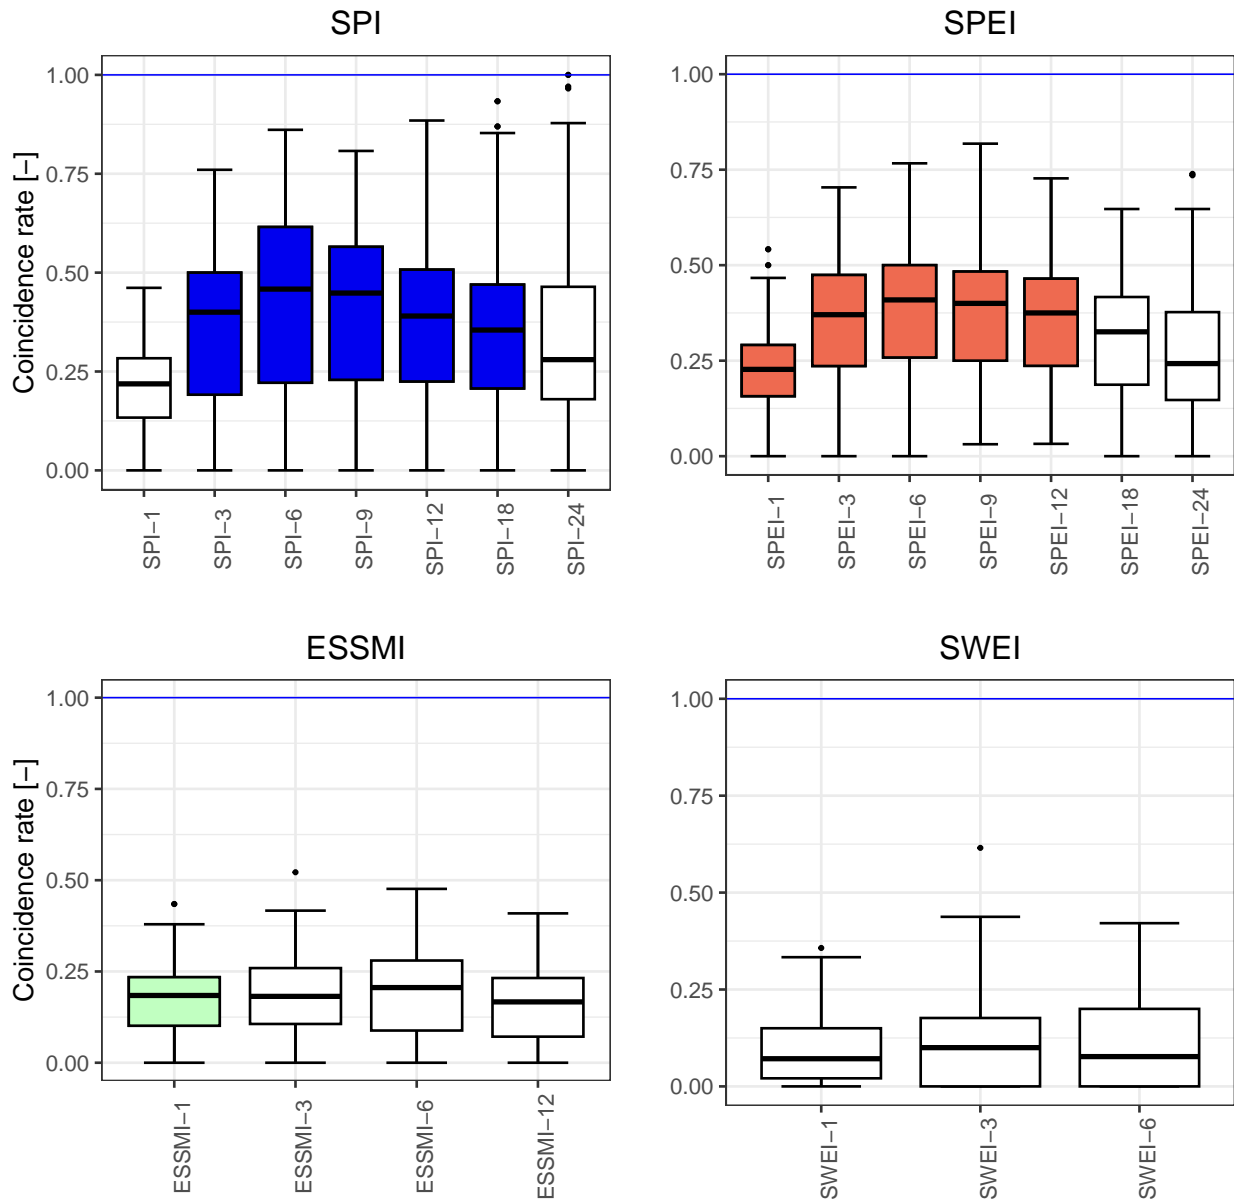 SPI
Coincidence rate [−]
1.00
0.75
0.50
0.25
0.00
SPI−1
SPI−3
SPI−6
SPI−9
SPI−12
SPI−18
SPI−24
SPEI
1.00
0.75
0.50
0.25
0.00
SPEI−1
SPEI−3
SPEI−6
SPEI−9
SPEI−12
SPEI−18
SPEI−24
ESSMI
Coincidence rate [−]
1.00
0.75
0.50
0.25
0.00
ESSMI−1
ESSMI−3
ESSMI−6
ESSMI−12
SWEI
1.00
0.75
0.50
0.25
0.00
SWEI−1
SWEI−3
SWEI−6